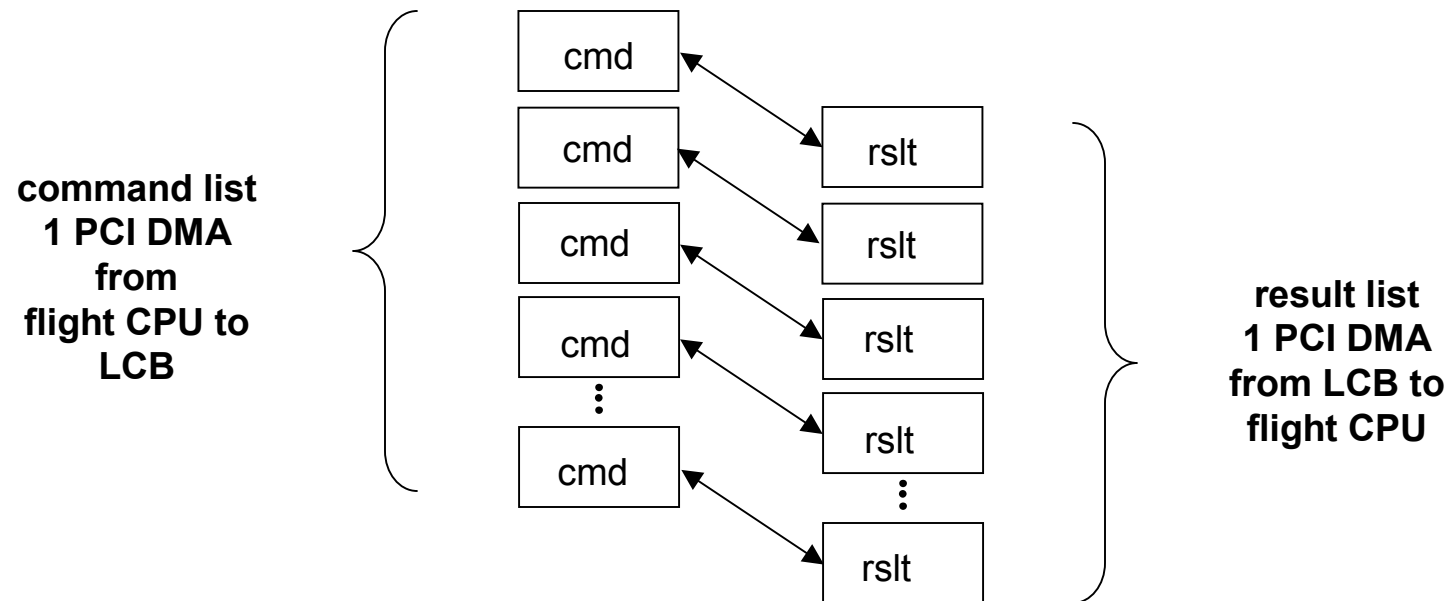 command list
1 PCI DMA
from
flight CPU to
LCB
cmd
cmd
cmd
cmd
cmd
rslt
rslt
rslt
rslt
rslt
result list
1 PCI DMA
from LCB to
flight CPU